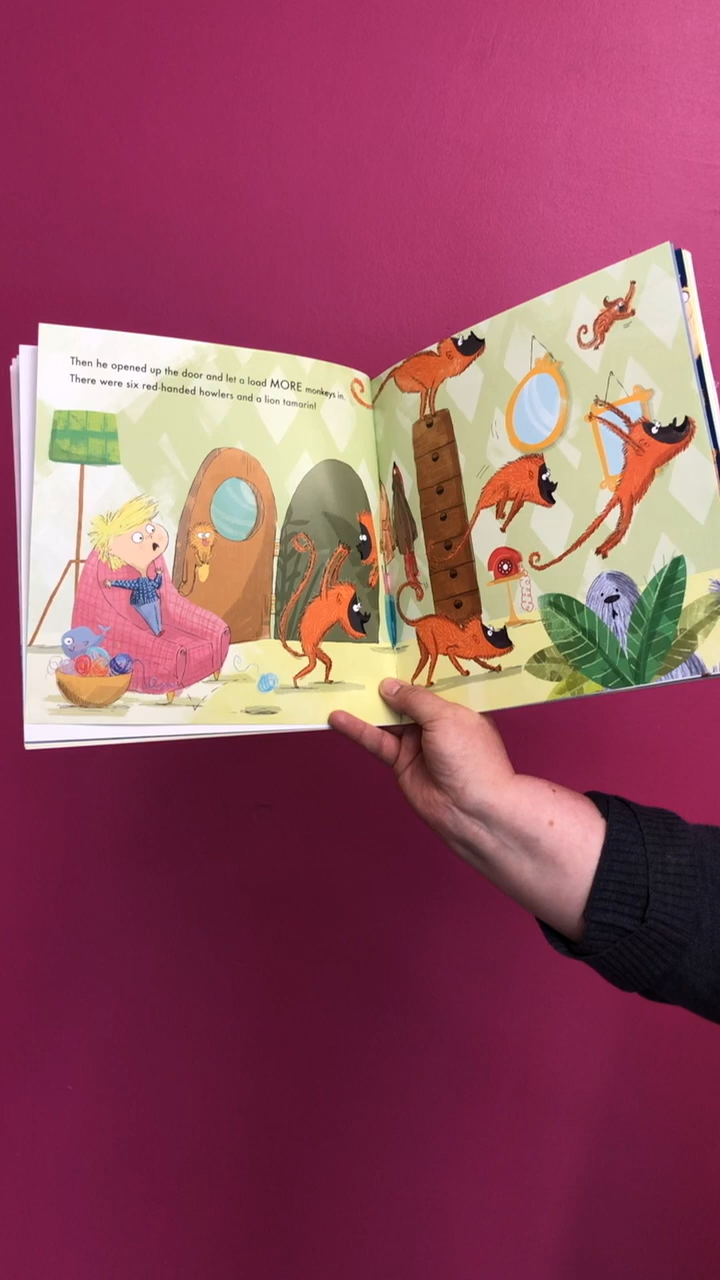 Then he opened up the door and let a load MORE monkeys in.
There were six red-handed howlers and a lion tamarin!